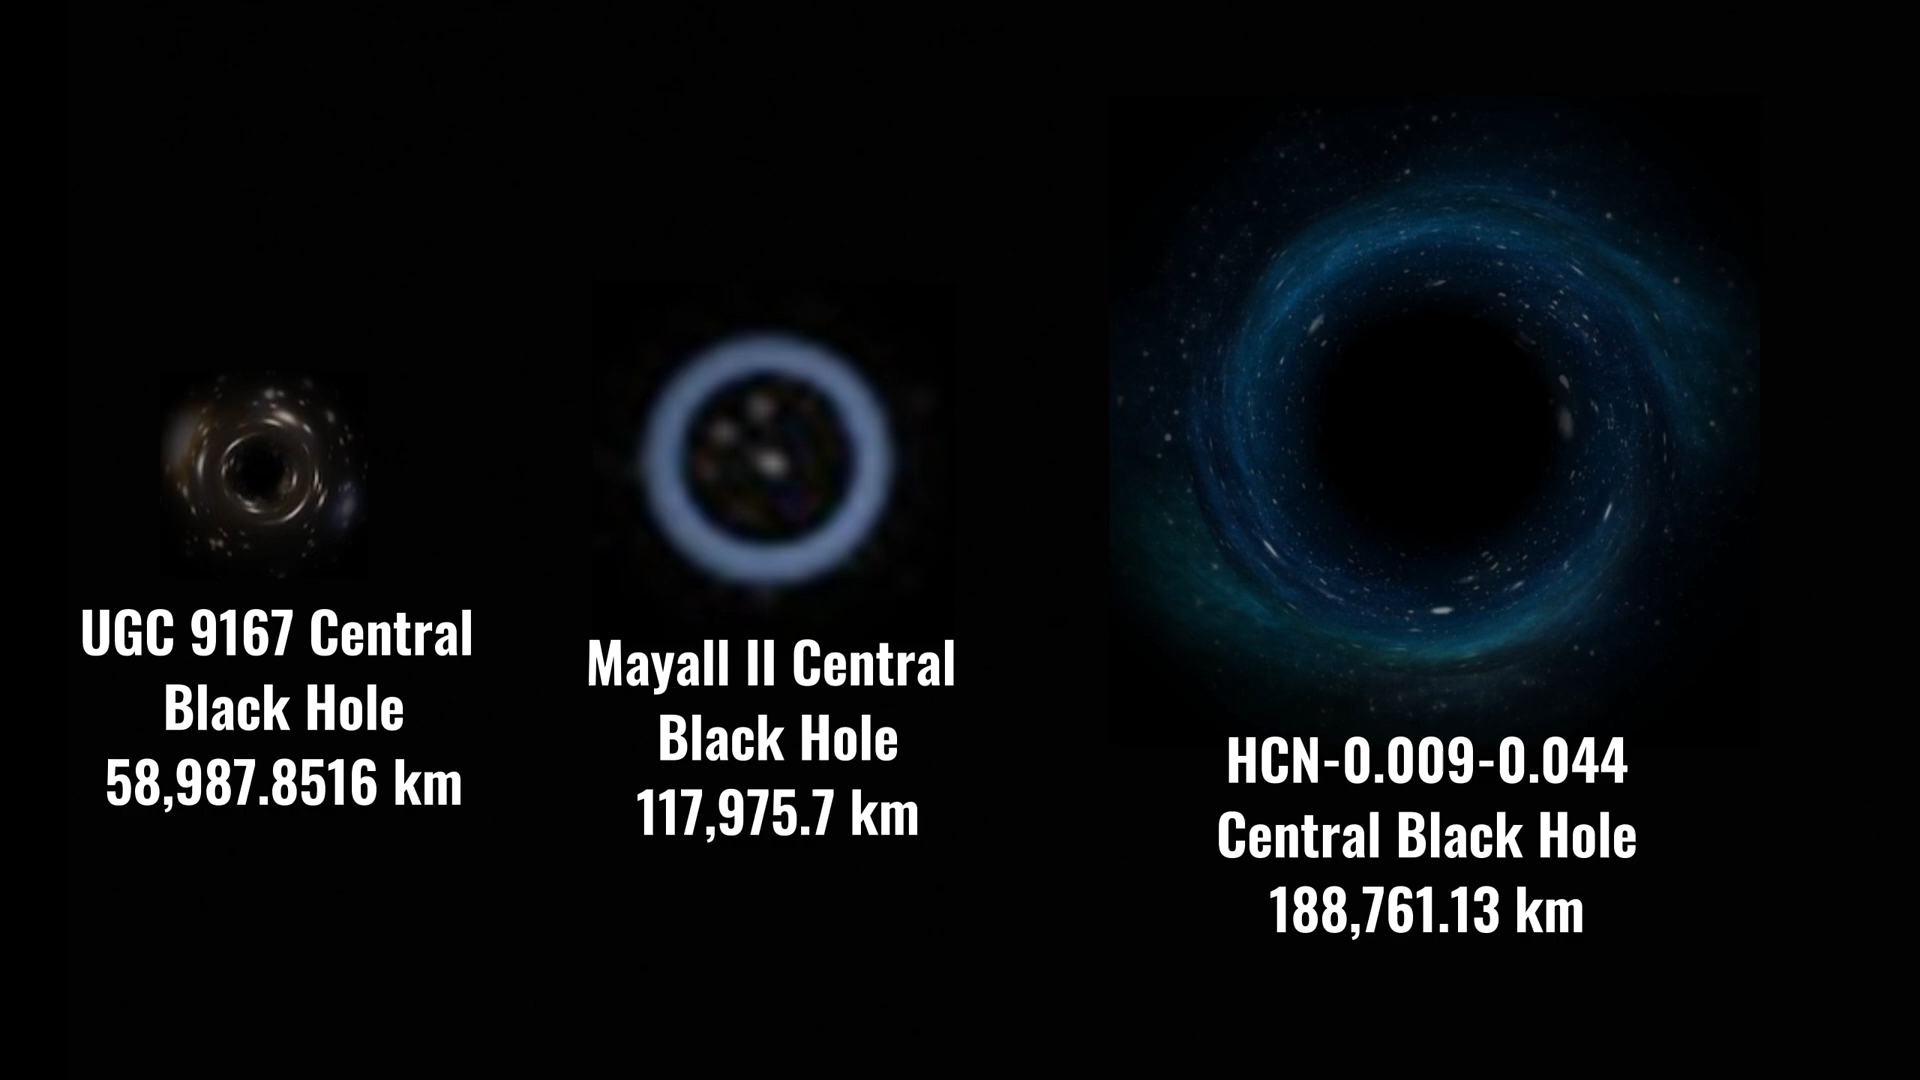 UGC 9167 Central
Black Hole
58,987.8516 km
Mayall II Central
Black Hole
117,975.7 km
HCN-0.009-0.044
Central Black Hole
188,761.13 km